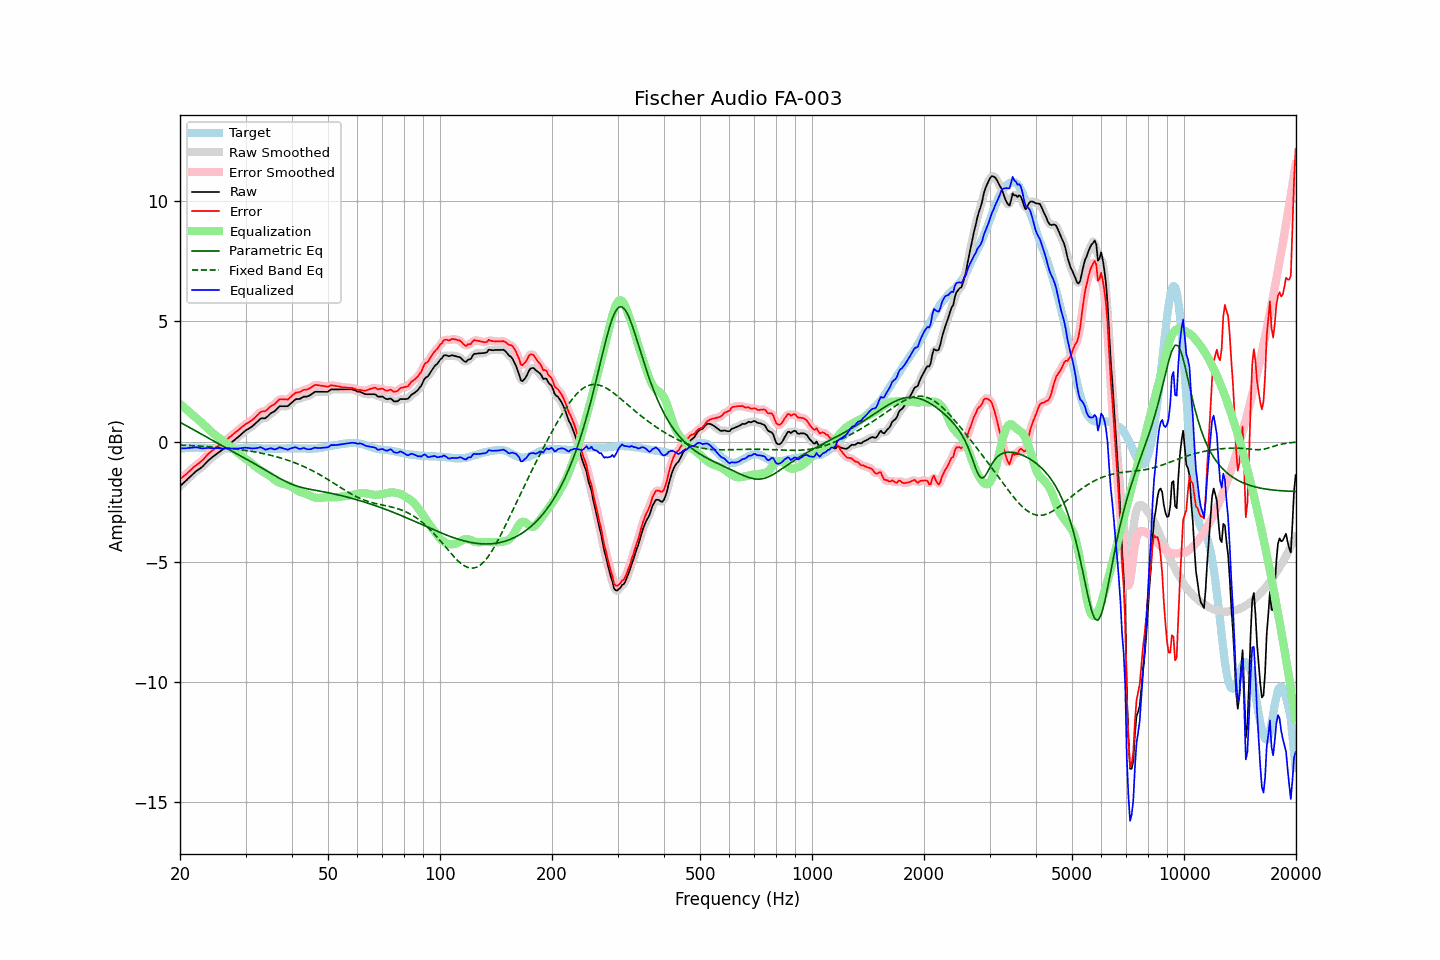 Fischer Audio FA-003
Target
Raw Smoothed
Error Smoothed
Raw
Error
Equalization
Parametric Eq
Fixed Band Eq
Equalized
Amplitude (dBr)
10
5
0
−5
−10
−15
20
50
100
200
500
1000
2000
5000
10000
20000
Frequency (Hz)